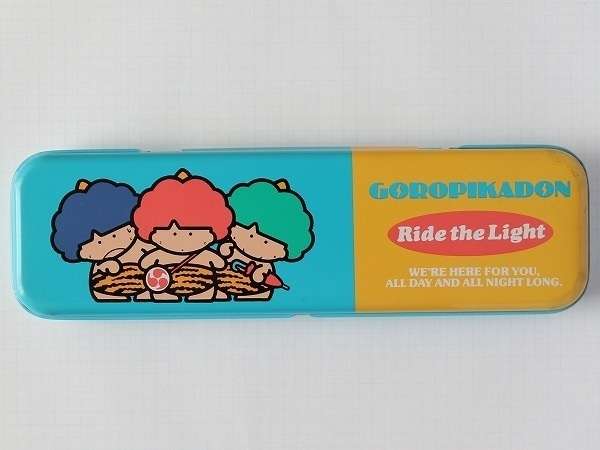 GOROPIKADON
Ride the Light
WE'RE HERE FOR YOU,
ALL DAY AND ALL NIGHT LONG.